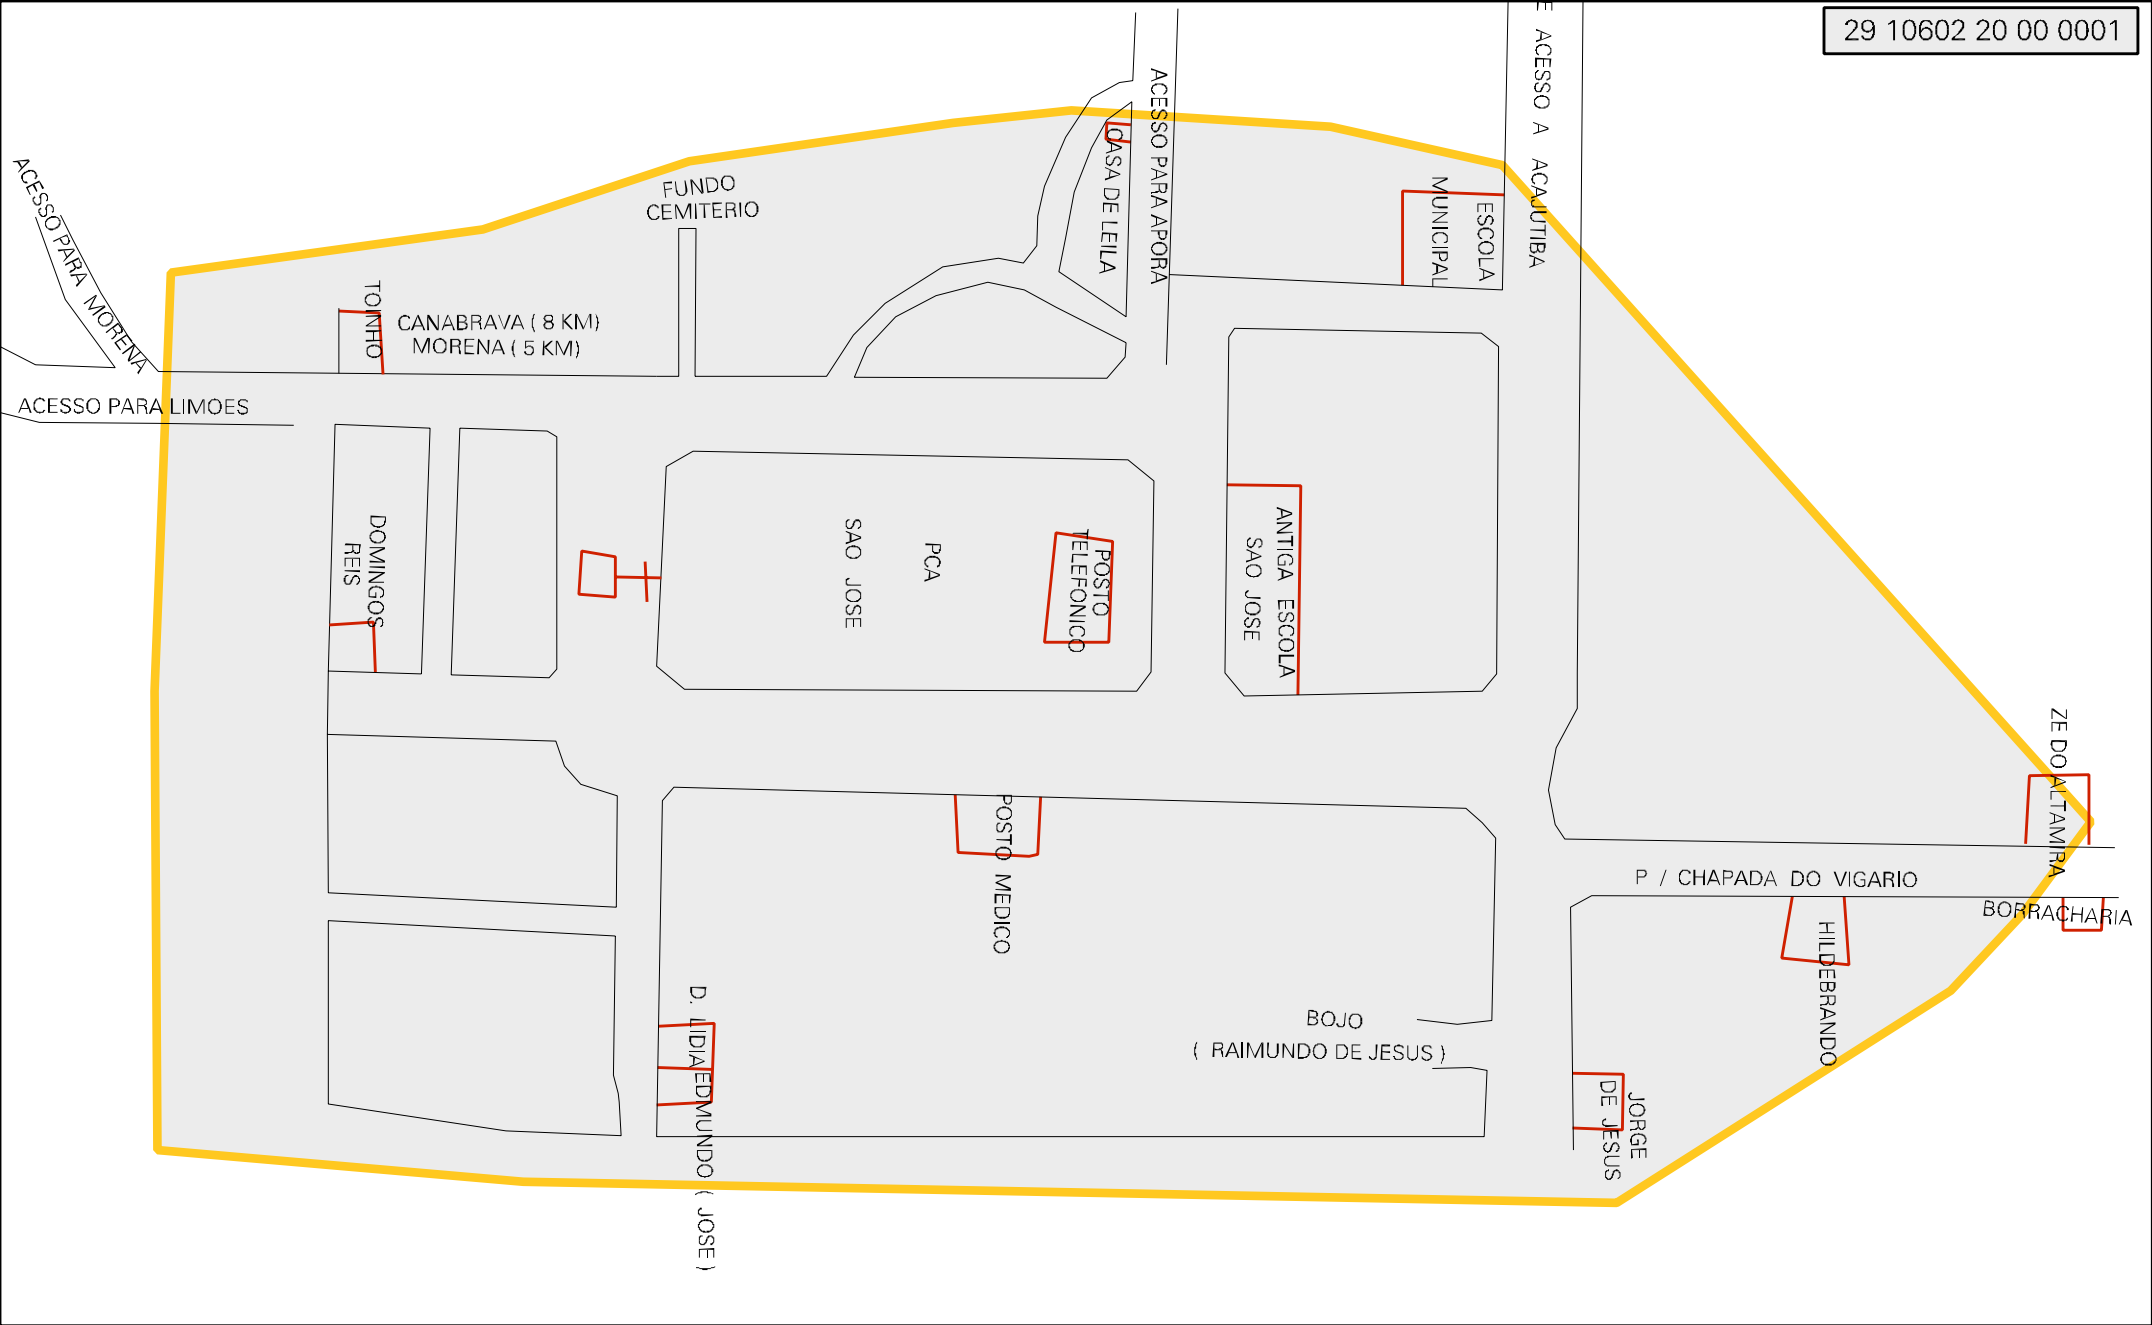 29 10602 20 00 0001
E ACESSO A ACAJUTIBA
ACESSO PARA APORA
CASA DE LEILA
ESCOLA
MUNICIPAL
FUNDO
CEMITERIO
ACESSO PARA MORENA
TOINHO
CANABRAVA ( 8 KM)
MORENA ( 5 KM)
ACESSO PARA LIMOES
DOMINGOS
REIS
PCA
SAO JOSE
POSTO
TELEFONICO
ANTIGA ESCOLA
SAO JOSE
ZE DO ALTAMIRA
POSTO MEDICO
P / CHAPADA DO VIGARIO
BORRACHARIA
HILDEBRANDO
D. LIDIA
EDMUNDO ( JOSE )
BOJO
( RAIMUNDO DE JESUS )
JORGE
DE JESUS